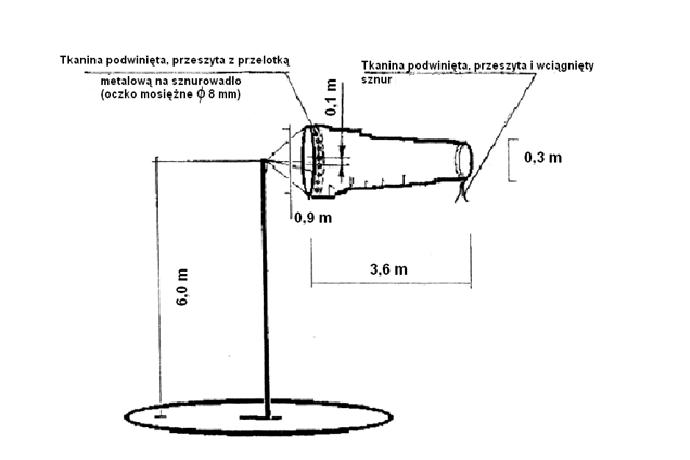 Tkanina podwinięta, przeszyta z przelotką
metalową na sznurowadło
(oczko mosiężne ϕ 8 mm)
Tkanina podwinięta, przeszyta i wciągnięty
sznur
0,1 m
0,3 m
0,9 m
3,6 m
6,0 m